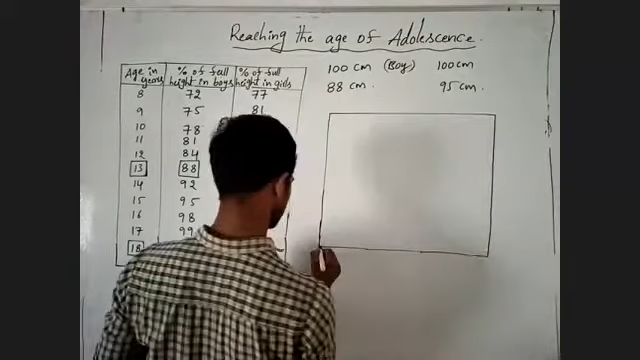 Reaching the age of Adolescence.
Age in years % of full height in boys % of full height in girls
8 72 77
9 75 81
10 78
11 81
12 84
13 88
14 92
15 95
16 98
17 99
18
100 cm (Boy) 100 cm
88 cm. 95 cm.